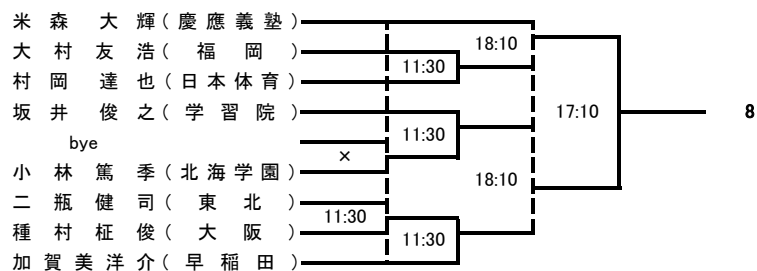 米森大輝(慶應義塾)
18:10
大村友浩(福岡)
11:30
村岡達也(日本体育)
坂井俊之(学習院)
17:10
8
11:30
bye
×
小林篤季(北海学園)
18:10
二瓶健司(東北)
11:30
種村柾俊(大阪)
11:30
加賀美洋介(早稲田)